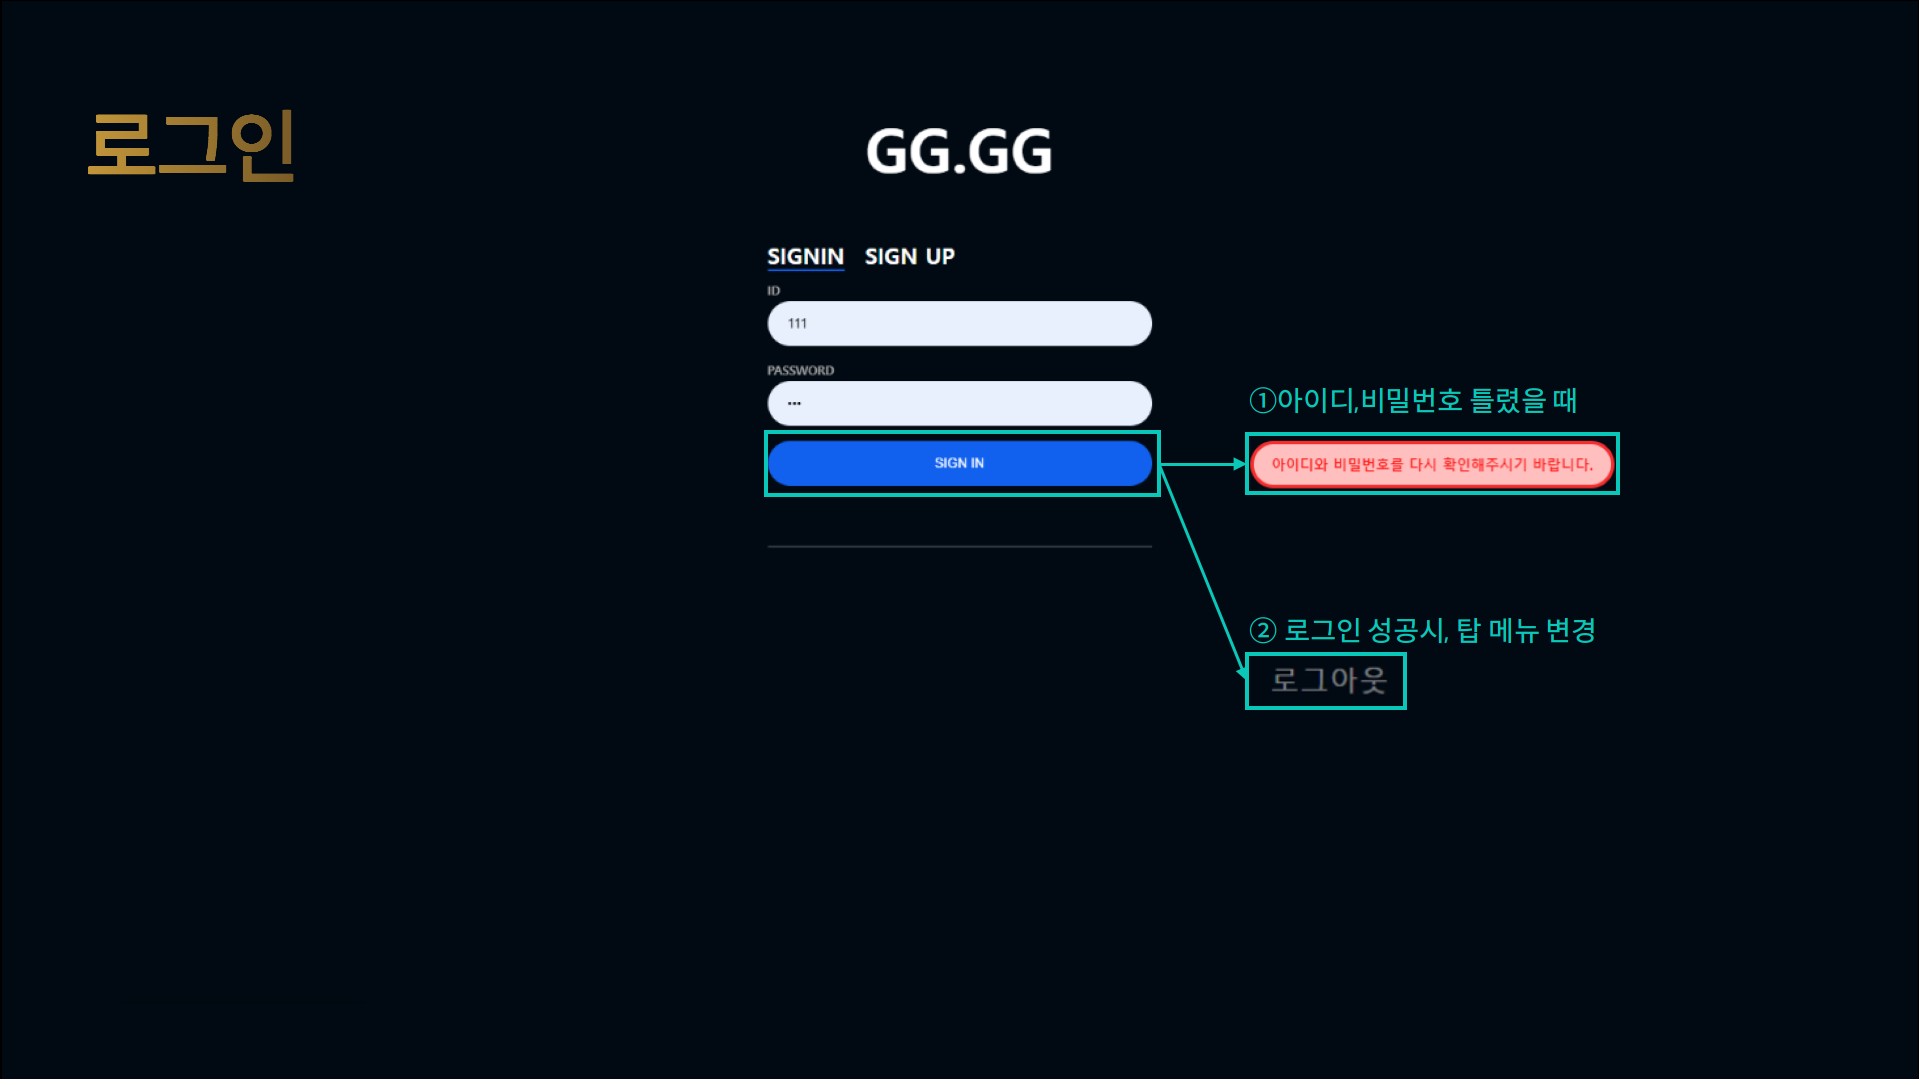 로그인
GG.GG
SIGNIN SIGN UP
ID
111
PASSWORD
•••
SIGN IN
①아이디,비밀번호 틀렸을 때
아이디와 비밀번호를 다시 확인해주시기 바랍니다.
② 로그인 성공시, 탑 메뉴 변경
로그아웃